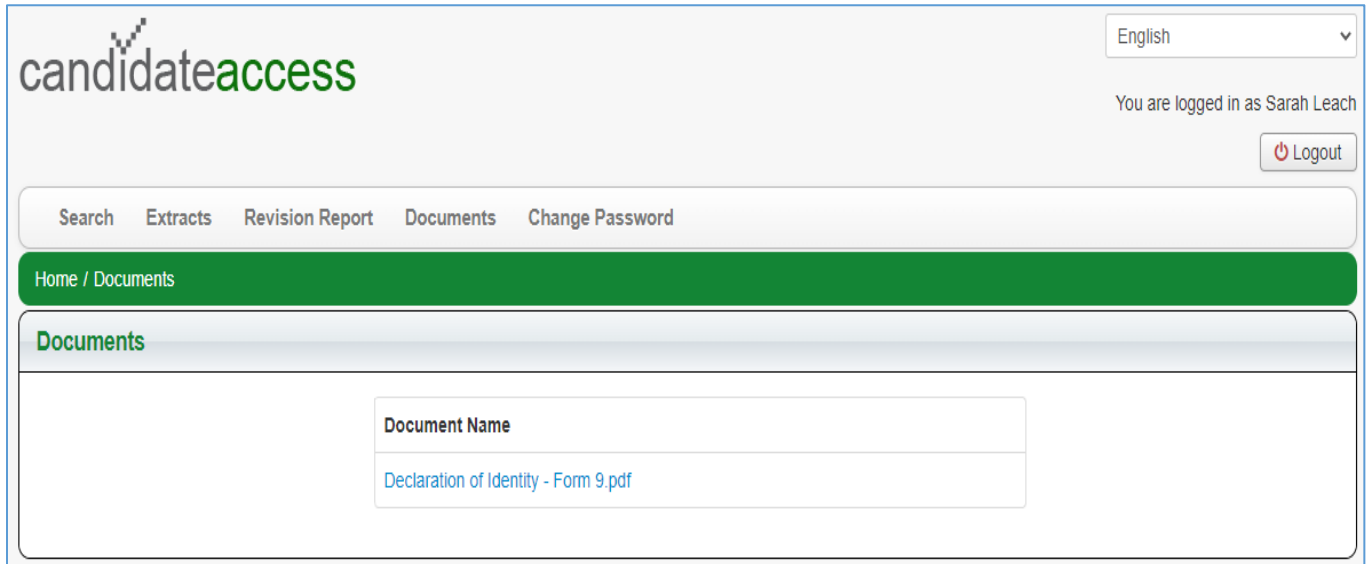 candidateaccess
English
You are logged in as Sarah Leach
Logout
Search Extracts Revision Report Documents Change Password
Home / Documents
Documents
Document Name
Declaration of Identity - Form 9.pdf